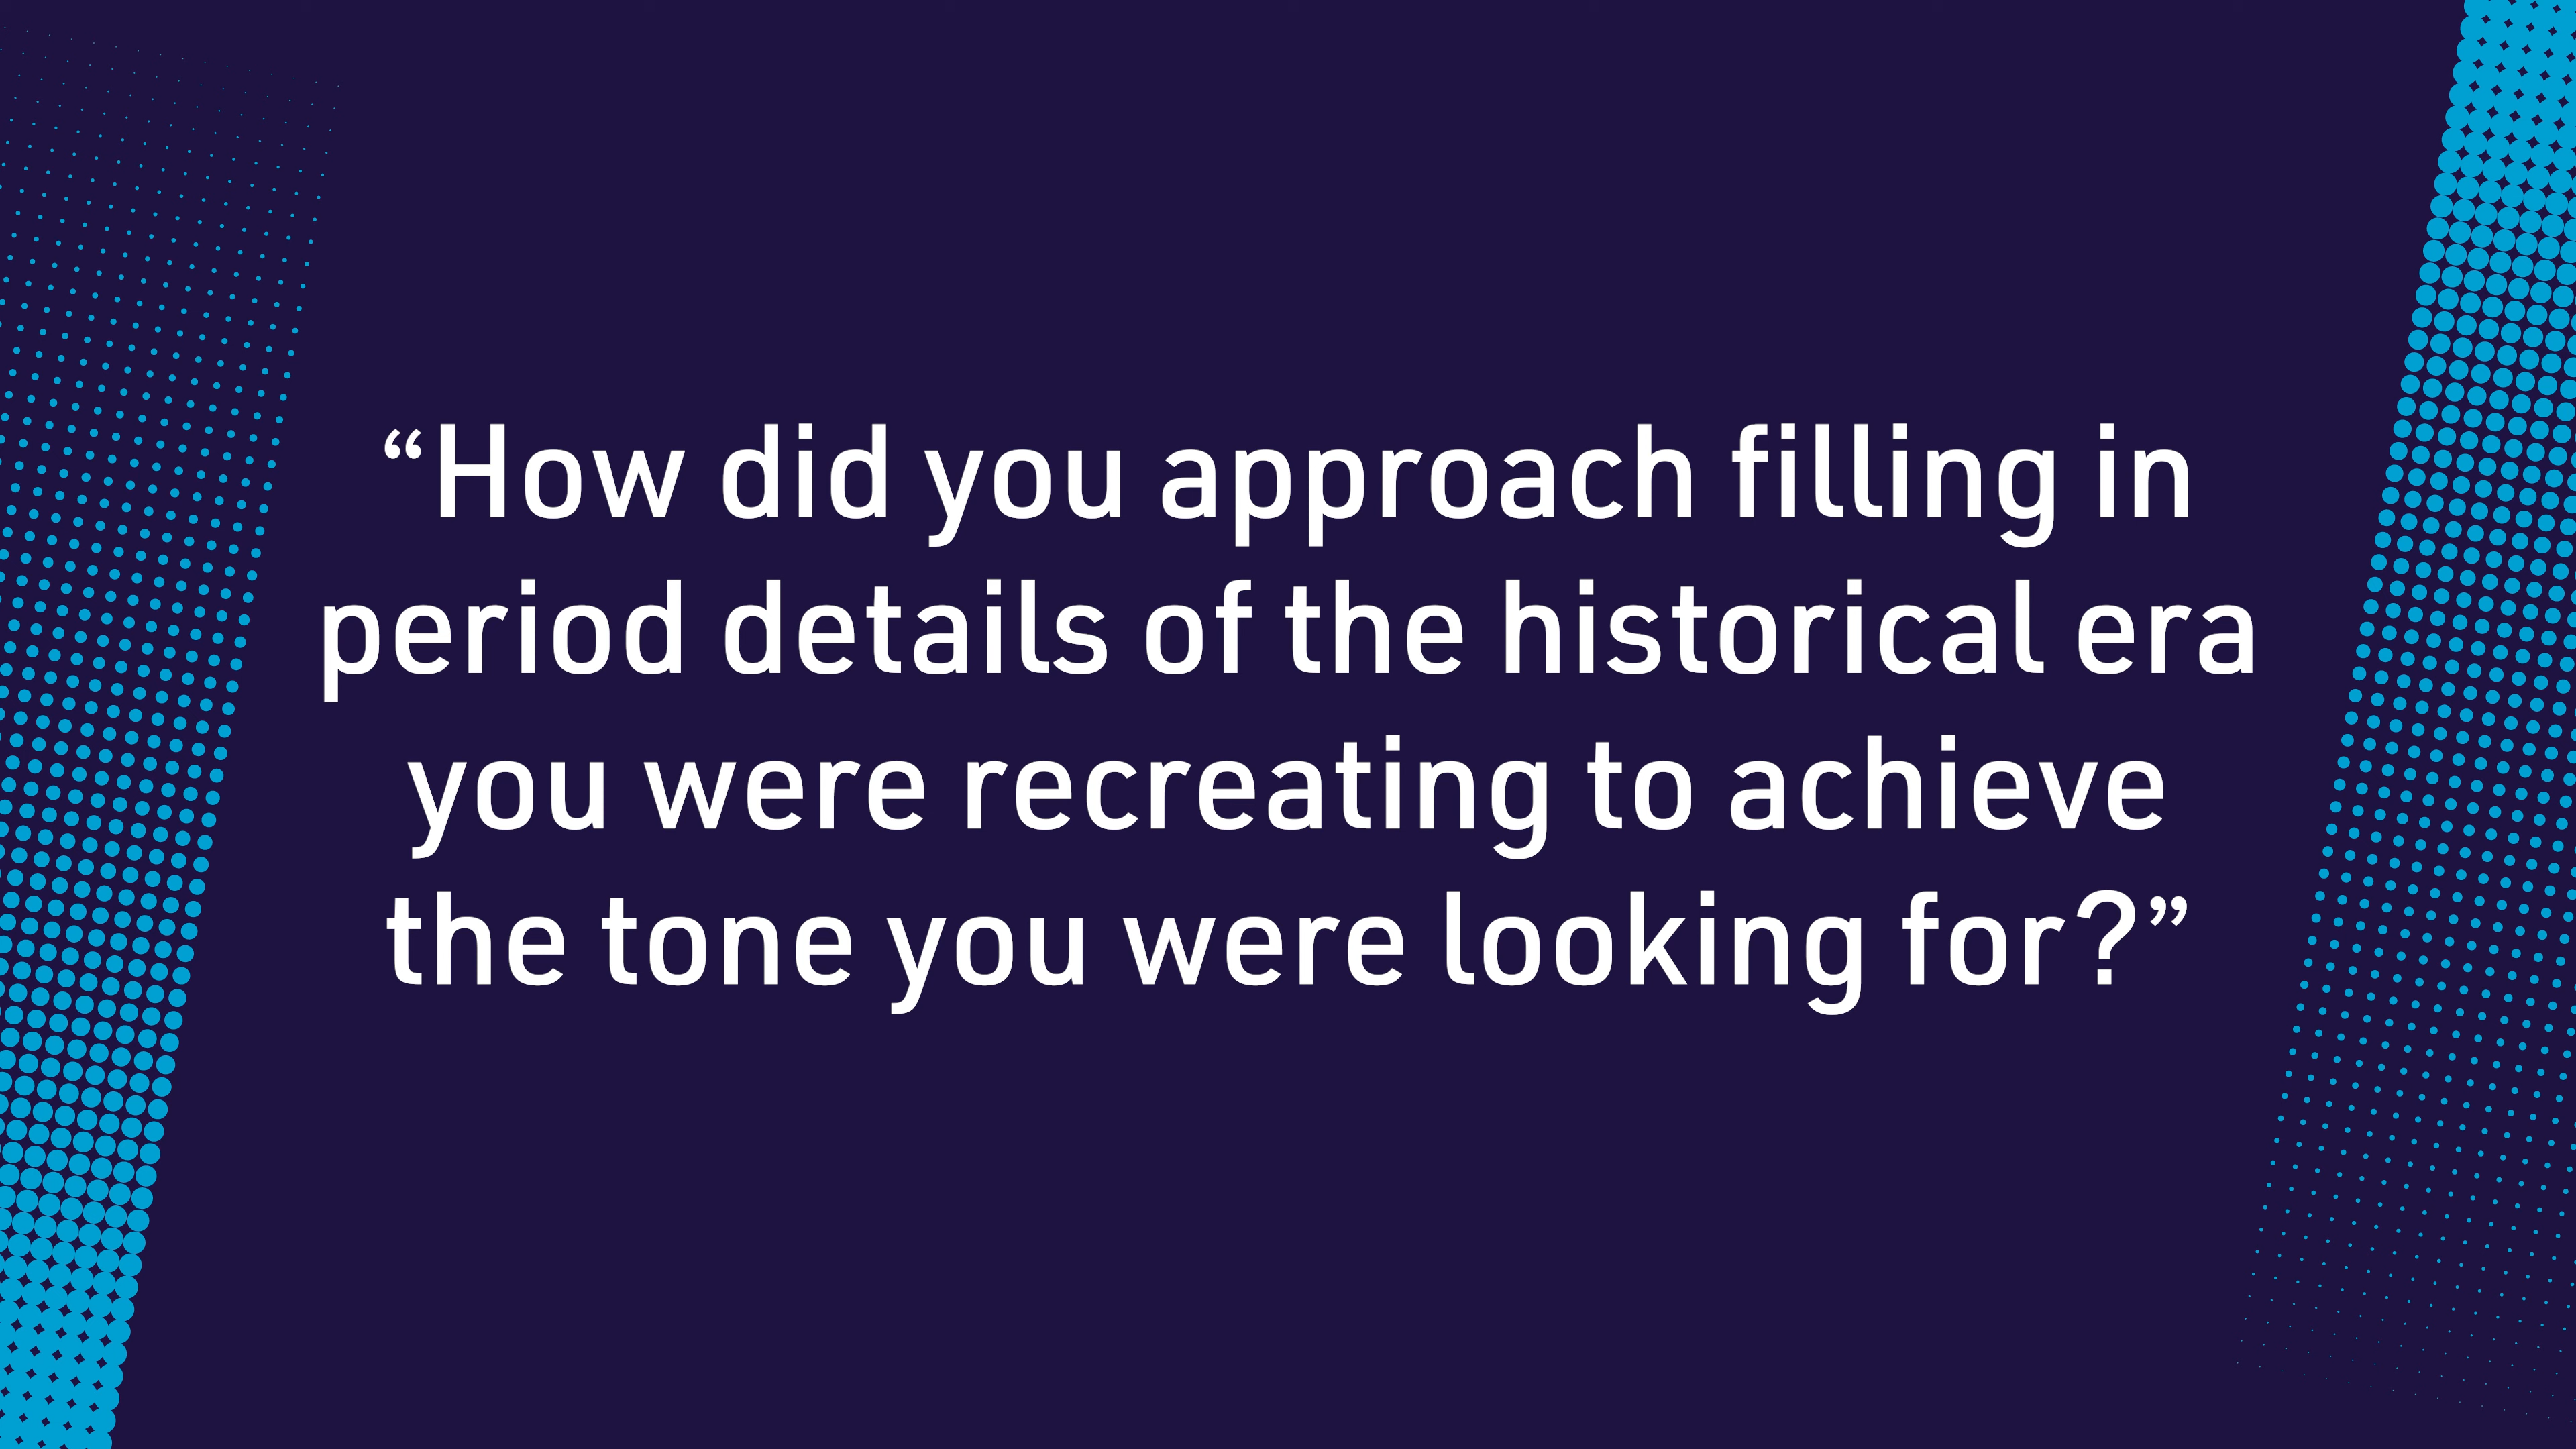 “How did you approach filling in
period details of the historical era
you were recreating to achieve
the tone you were looking for?”